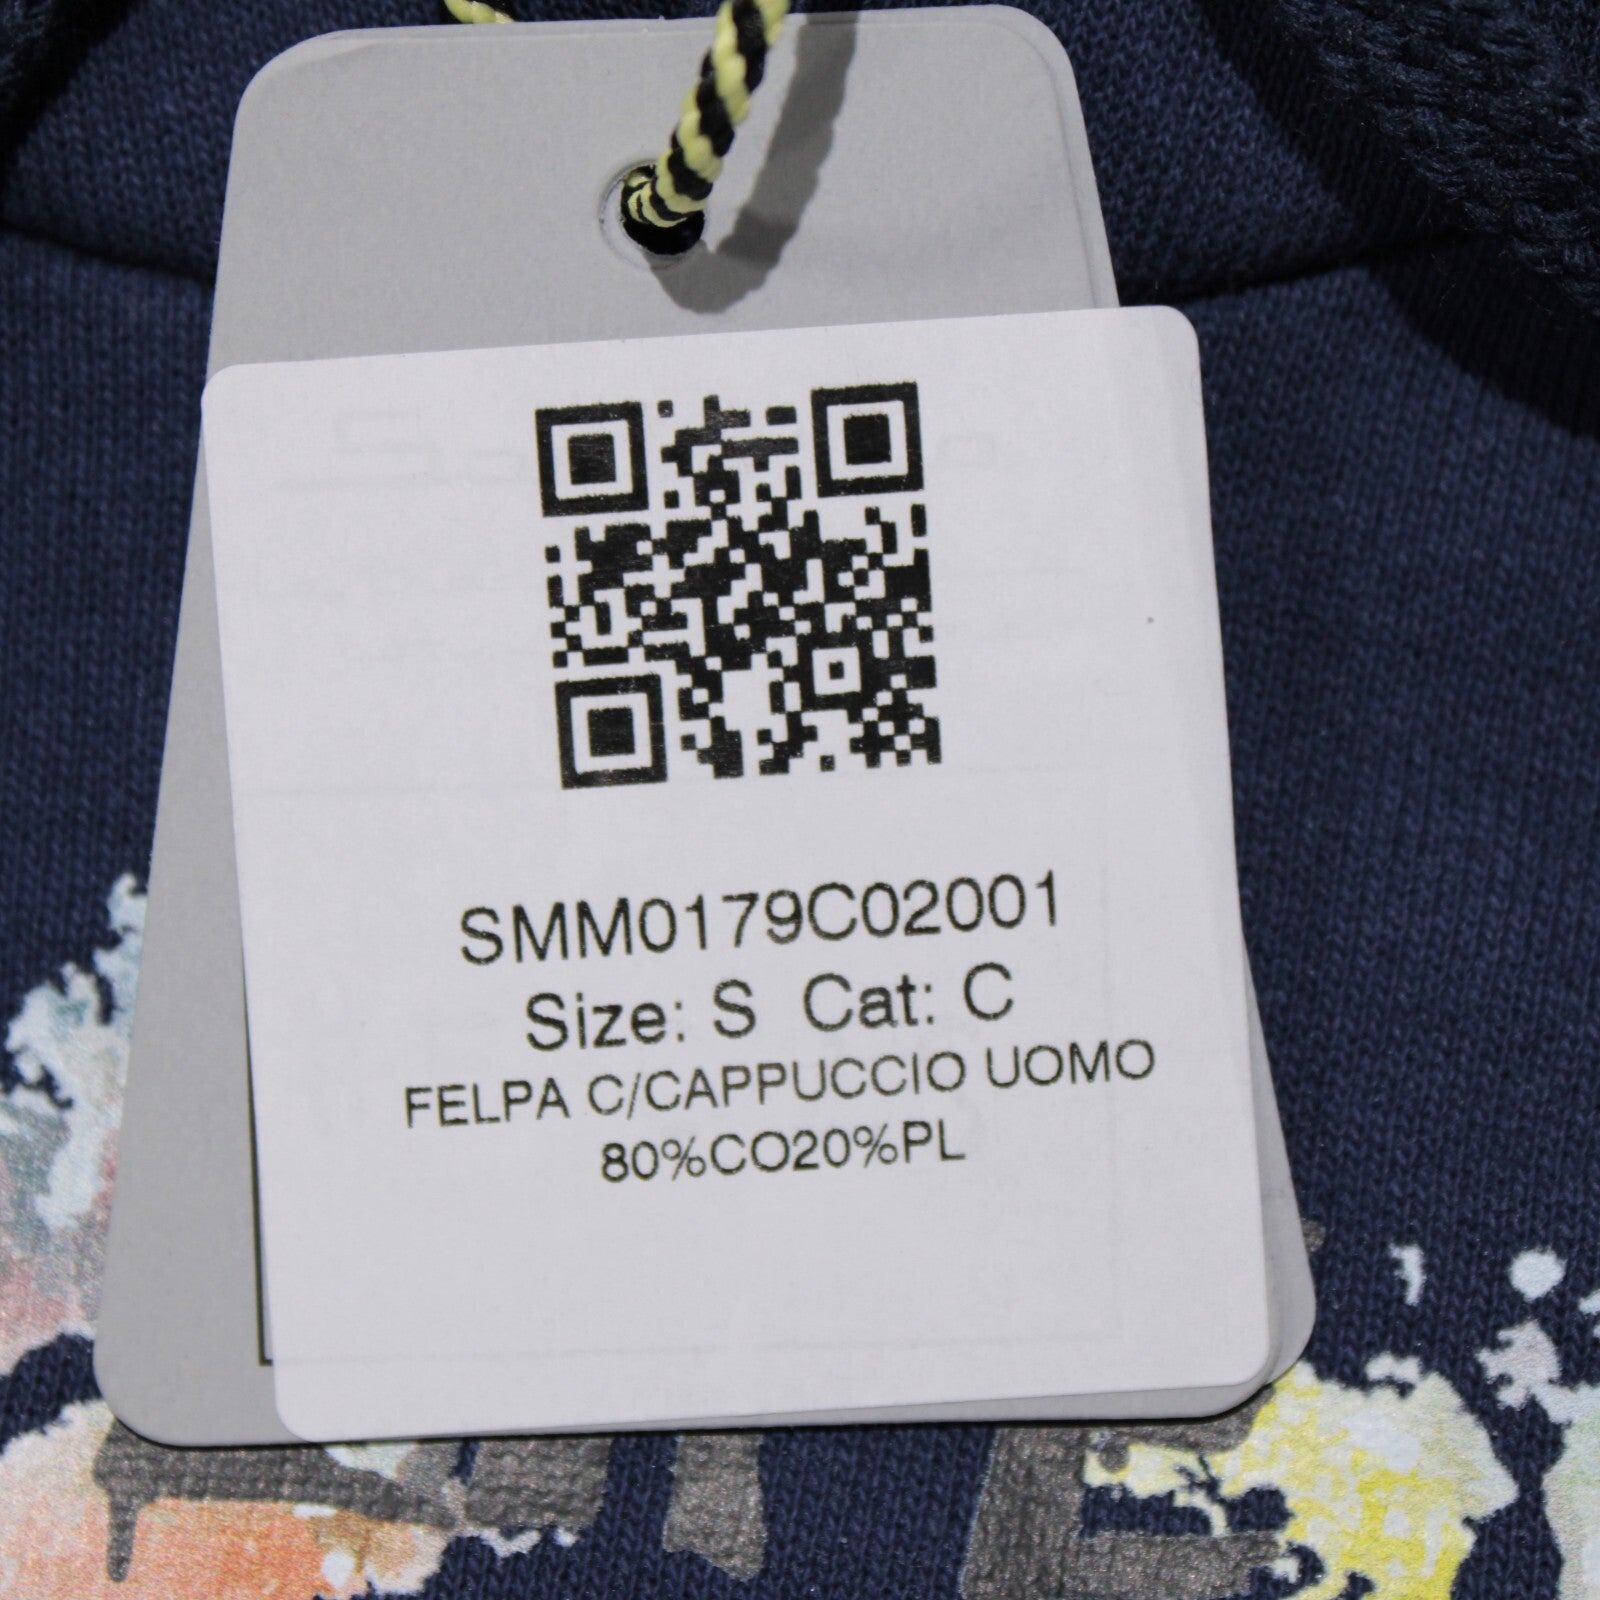 SMM0179C02001
Size: S Cat: C
FELPA C/CAPPUCCIO UOMO
80%CO20%PL